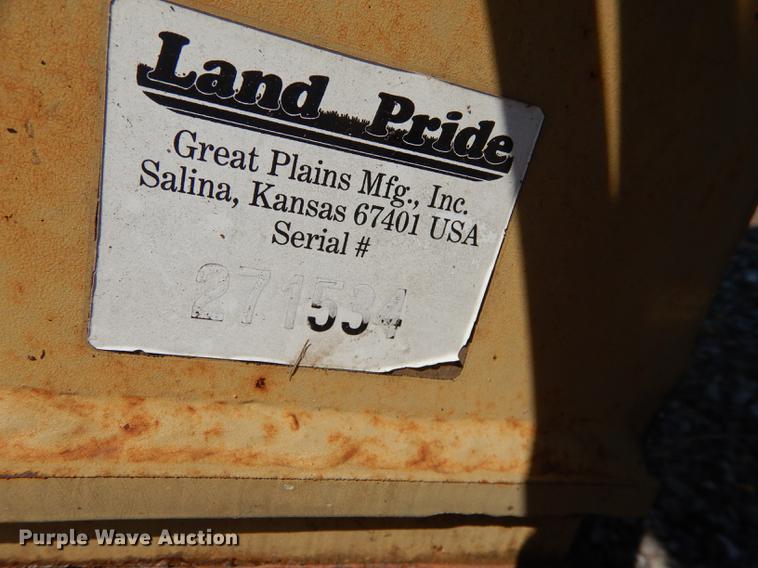 Land Pride
Great Plains Mfg., Inc.
Salina, Kansas 67401 USA
Serial #
271534
Purple Wave Auction